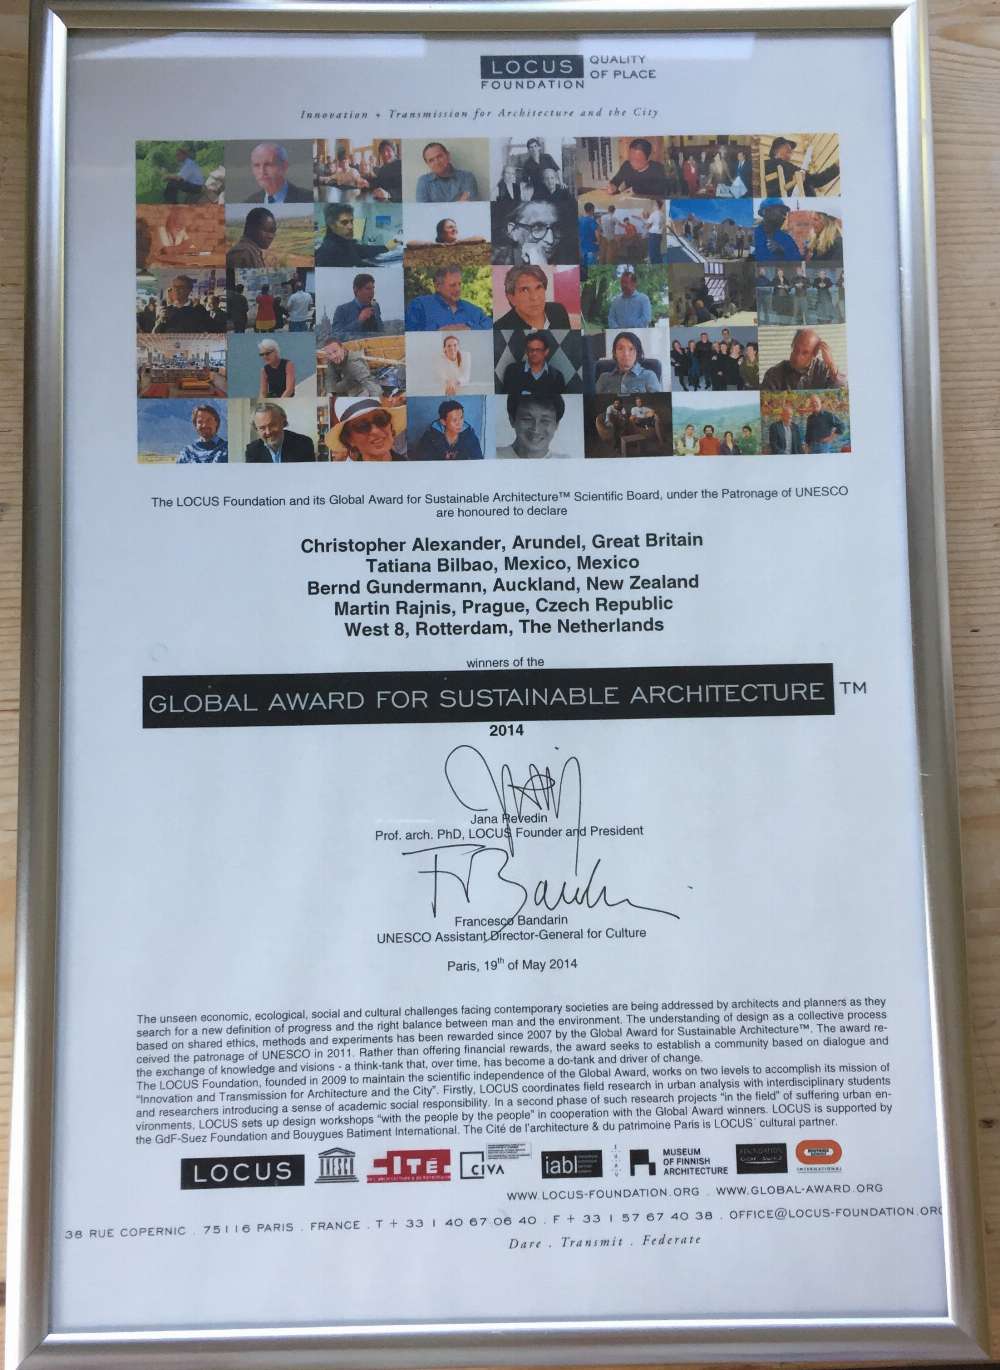 LOCUS
FOUNDATION
QUALITY
OF PLACE
Innovation + Transmission for Architecture and the City
The LOCUS Foundation and its Global Award for Sustainable Architecture™ Scientific Board, under the Patronage of UNESCO
are honoured to declare
Christopher Alexander, Arundel, Great Britain
Tatiana Bilbao, Mexico, Mexico
Bernd Gundermann, Auckland, New Zealand
Martin Rajnis, Prague, Czech Republic
West 8, Rotterdam, The Netherlands
winners of the
GLOBAL AWARD FOR SUSTAINABLE ARCHITECTURE ™
2014
Jana Revedin
Prof. arch. PhD, LOCUS Founder and President
F Bandarin
Francesco Bandarin
UNESCO Assistant Director-General for Culture
Paris, 19th of May 2014
The unseen economic, ecological, social and cultural challenges facing contemporary societies are being addressed by architects and planners as they
search for a new definition of progress and the right balance between man and the environment. The understanding of design as a collective process
based on shared ethics, methods and experiments has been rewarded since 2007 by the Global Award for Sustainable Architecture™. The award re-
ceived the patronage of UNESCO in 2011. Rather than offering financial rewards, the award seeks to establish a community based on dialogue and
the exchange of knowledge and visions - a think-tank that, over time, has become a do-tank and driver of change.
The LOCUS Foundation, founded in 2009 to maintain the scientific independence of the Global Award, works on two levels to accomplish its mission of
“Innovation and Transmission for Architecture and the City”. Firstly, LOCUS coordinates field research in urban analysis with interdisciplinary students
and researchers introducing a sense of academic social responsibility. In a second phase of such research projects “in the field” of suffering urban en-
vironments, LOCUS sets up design workshops “with the people by the people” in cooperation with the Global Award winners. LOCUS is supported by
the GdF-Suez Foundation and Bouygues Batiment International. The Cité de l'architecture & du patrimoine Paris is LOCUS` cultural partner.
LOCUS
UNESCO
CITÉ
CIVA
iabl
MUSEUM
OF FINNISH
ARCHITECTURE
INTERNATIONAL
WWW.LOCUS-FOUNDATION.ORG . WWW.GLOBAL-AWARD.ORG
38 RUE COPERNIC . 75116 PARIS . FRANCE . T + 33 1 40 67 06 40 . F + 33 1 57 67 40 38 . OFFICE@LOCUS-FOUNDATION.ORG
Dare . Transmit . Federate